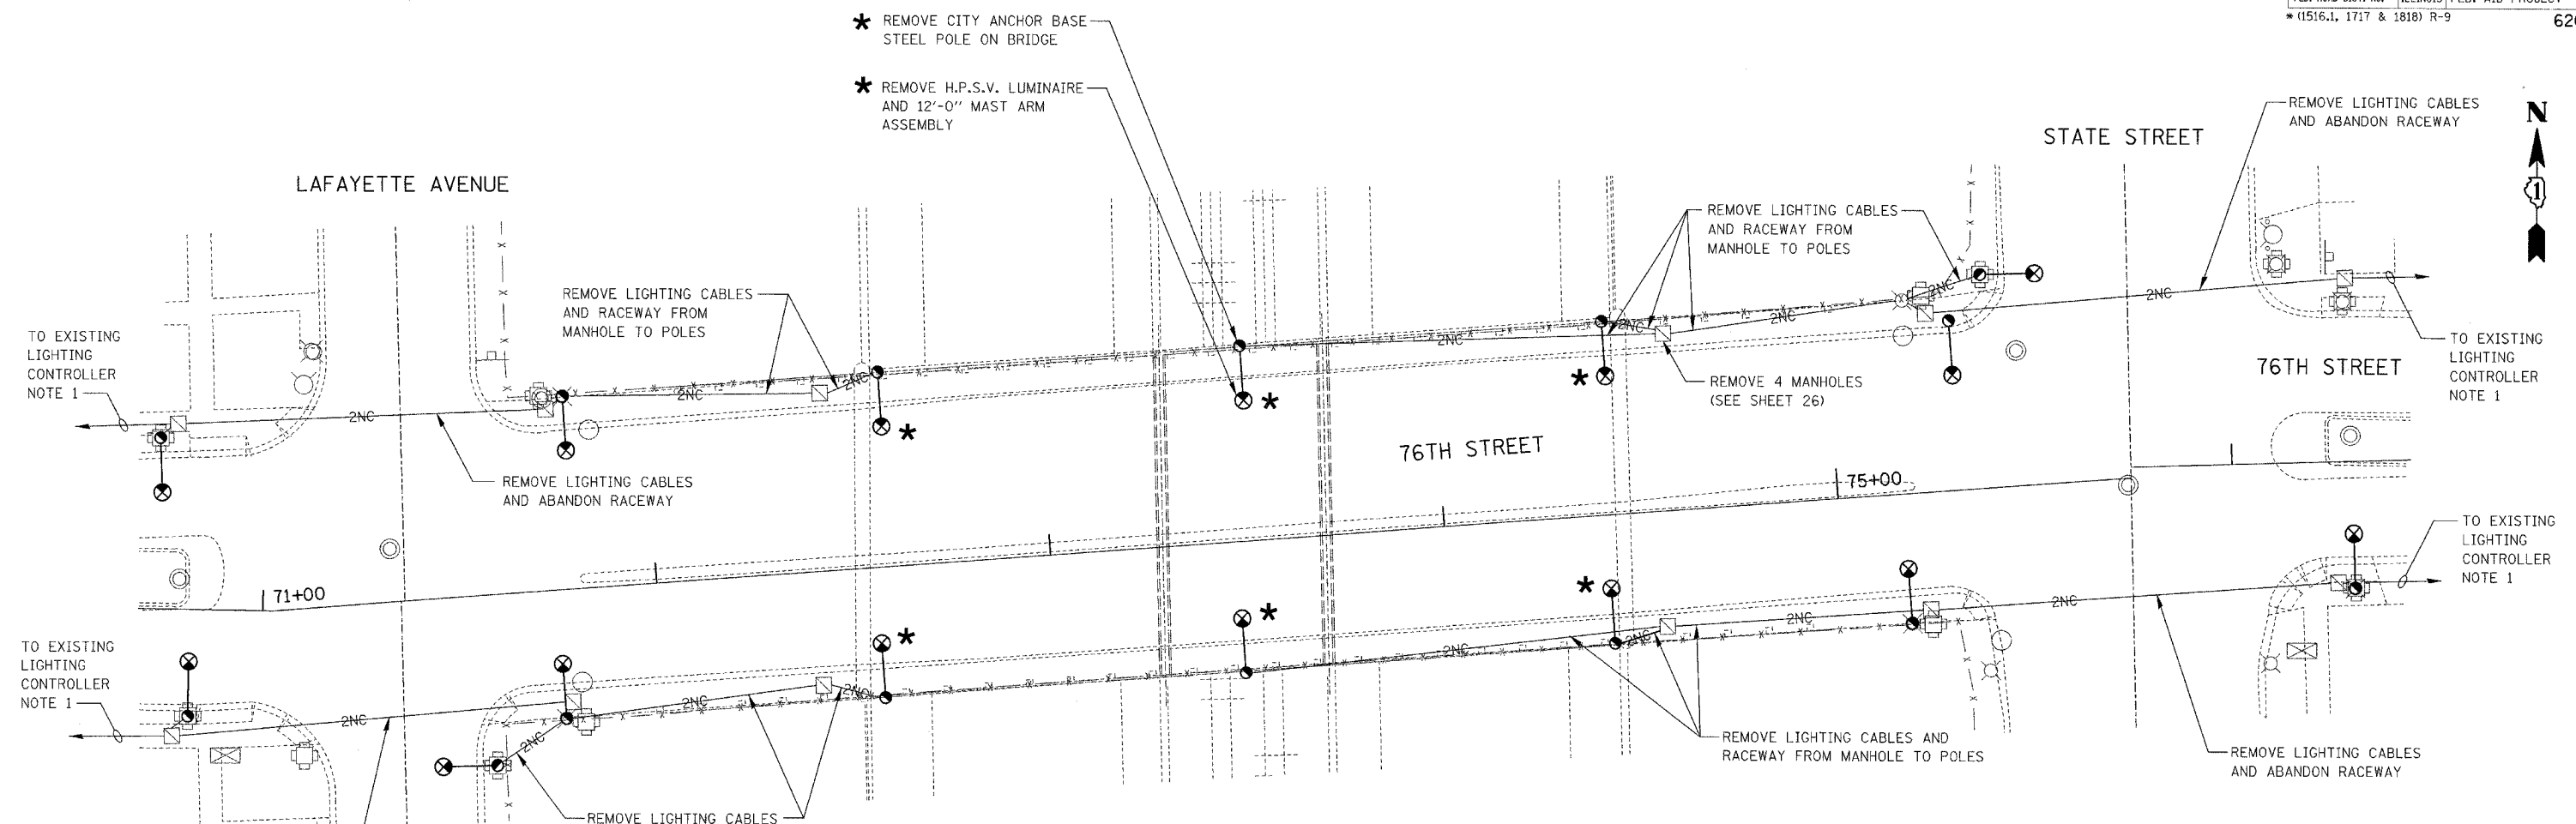 * (1516.1, 1717 & 1818) R-9
* REMOVE CITY ANCHOR BASE
STEEL POLE ON BRIDGE
* REMOVE H.P.S.V. LUMINAIRE
AND 12'-0" MAST ARM
ASSEMBLY
REMOVE LIGHTING CABLES
AND ABANDON RACEWAY
N
1
STATE STREET
LAFAYETTE AVENUE
REMOVE LIGHTING CABLES
AND RACEWAY FROM
MANHOLE TO POLES
REMOVE LIGHTING CABLES
AND RACEWAY FROM
MANHOLE TO POLES
2NC
2NC
2NC
2NC
2NC
2NC
2NC
2NC
TO EXISTING
LIGHTING
CONTROLLER
NOTE 1
TO EXISTING
LIGHTING
CONTROLLER
NOTE 1
76TH STREET
REMOVE 4 MANHOLES
(SEE SHEET 26)
*
*
*
76TH STREET
REMOVE LIGHTING CABLES
AND ABANDON RACEWAY
75+00
71+00
TO EXISTING
LIGHTING
CONTROLLER
NOTE 1
*
*
*
TO EXISTING
LIGHTING
CONTROLLER
NOTE 1
2NC
2NC
2NC
2NC
2NC
2NC
2NC
2NC
REMOVE LIGHTING CABLES AND
RACEWAY FROM MANHOLE TO POLES
REMOVE LIGHTING CABLES
AND ABANDON RACEWAY
REMOVE LIGHTING CABLES